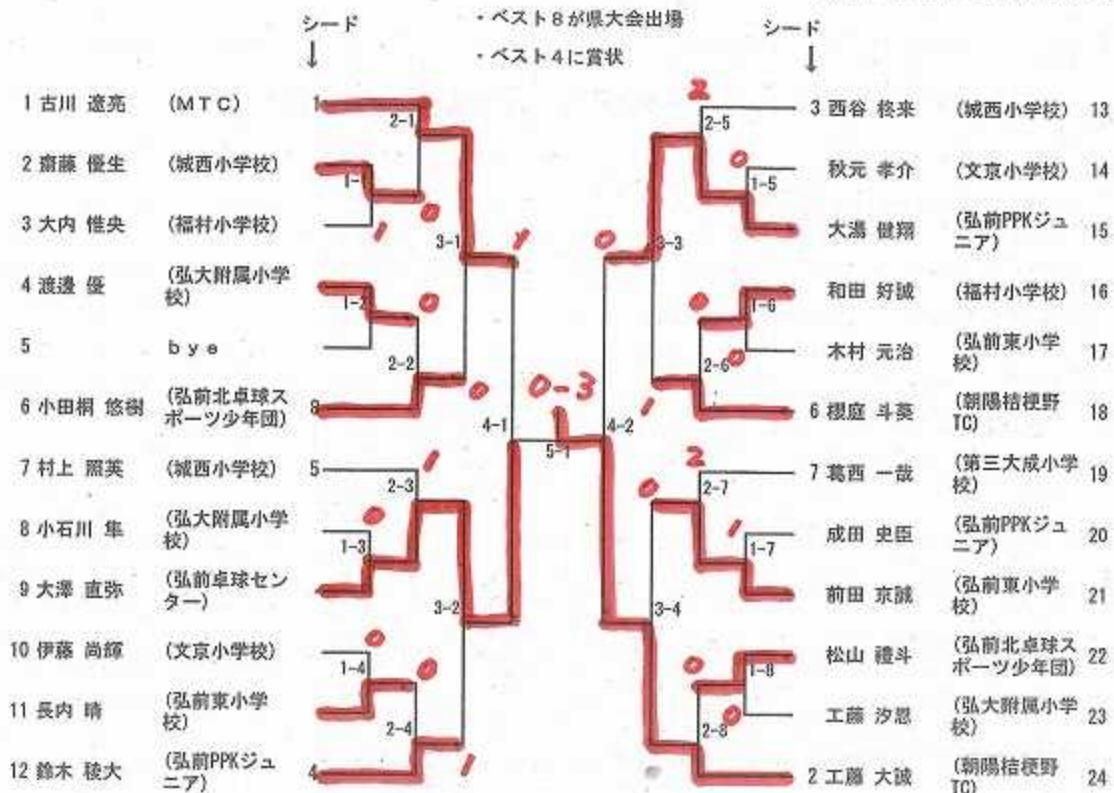 ・ベスト8が県大会出場
シード シード
↓ ↓
・ベスト4に賞状
1 古川 遼亮 (MTC) 1
2 齋藤 優生 (城西小学校)
3 大内 惟央 (福村小学校)
4 渡邊 優 (弘大附属小学校)
5 bye
6 小田桐 悠樹 (弘前北卓球スポーツ少年団) 8
7 村上 照英 (城西小学校) 5
8 小石川 隼 (弘大附属小学校)
9 大澤 直弥 (弘前卓球センター)
10 伊藤 尚輝 (文京小学校)
11 長内 晴 (弘前東小学校)
12 鈴木 稜大 (弘前PPKジュニア) 4
2-1
1-1
0
1
3-1
1
1-2
0
2-2
0
4-1
2-3
1
0
1-3
3-2
0
1-4
0
2-4
1
0-3
5-1
2
2-5
0
1-5
0
3-3
0
1-6
2-6
0
1
4-2
2
2-7
0
1
1-7
3-4
0
1-8
2-8
0
3 西谷 柊来 (城西小学校) 13
秋元 孝介 (文京小学校) 14
大湯 健翔 (弘前PPKジュニア) 15
和田 好誠 (福村小学校) 16
木村 元治 (弘前東小学校) 17
6 櫻庭 斗英 (朝陽桔梗野TC) 18
7 葛西 一哉 (第三大成小学校) 19
成田 史臣 (弘前PPKジュニア) 20
前田 京誠 (弘前東小学校) 21
松山 禮斗 (弘前北卓球スポーツ少年団) 22
工藤 汐恩 (弘大附属小学校) 23
2 工藤 大誠 (朝陽桔梗野TC) 24